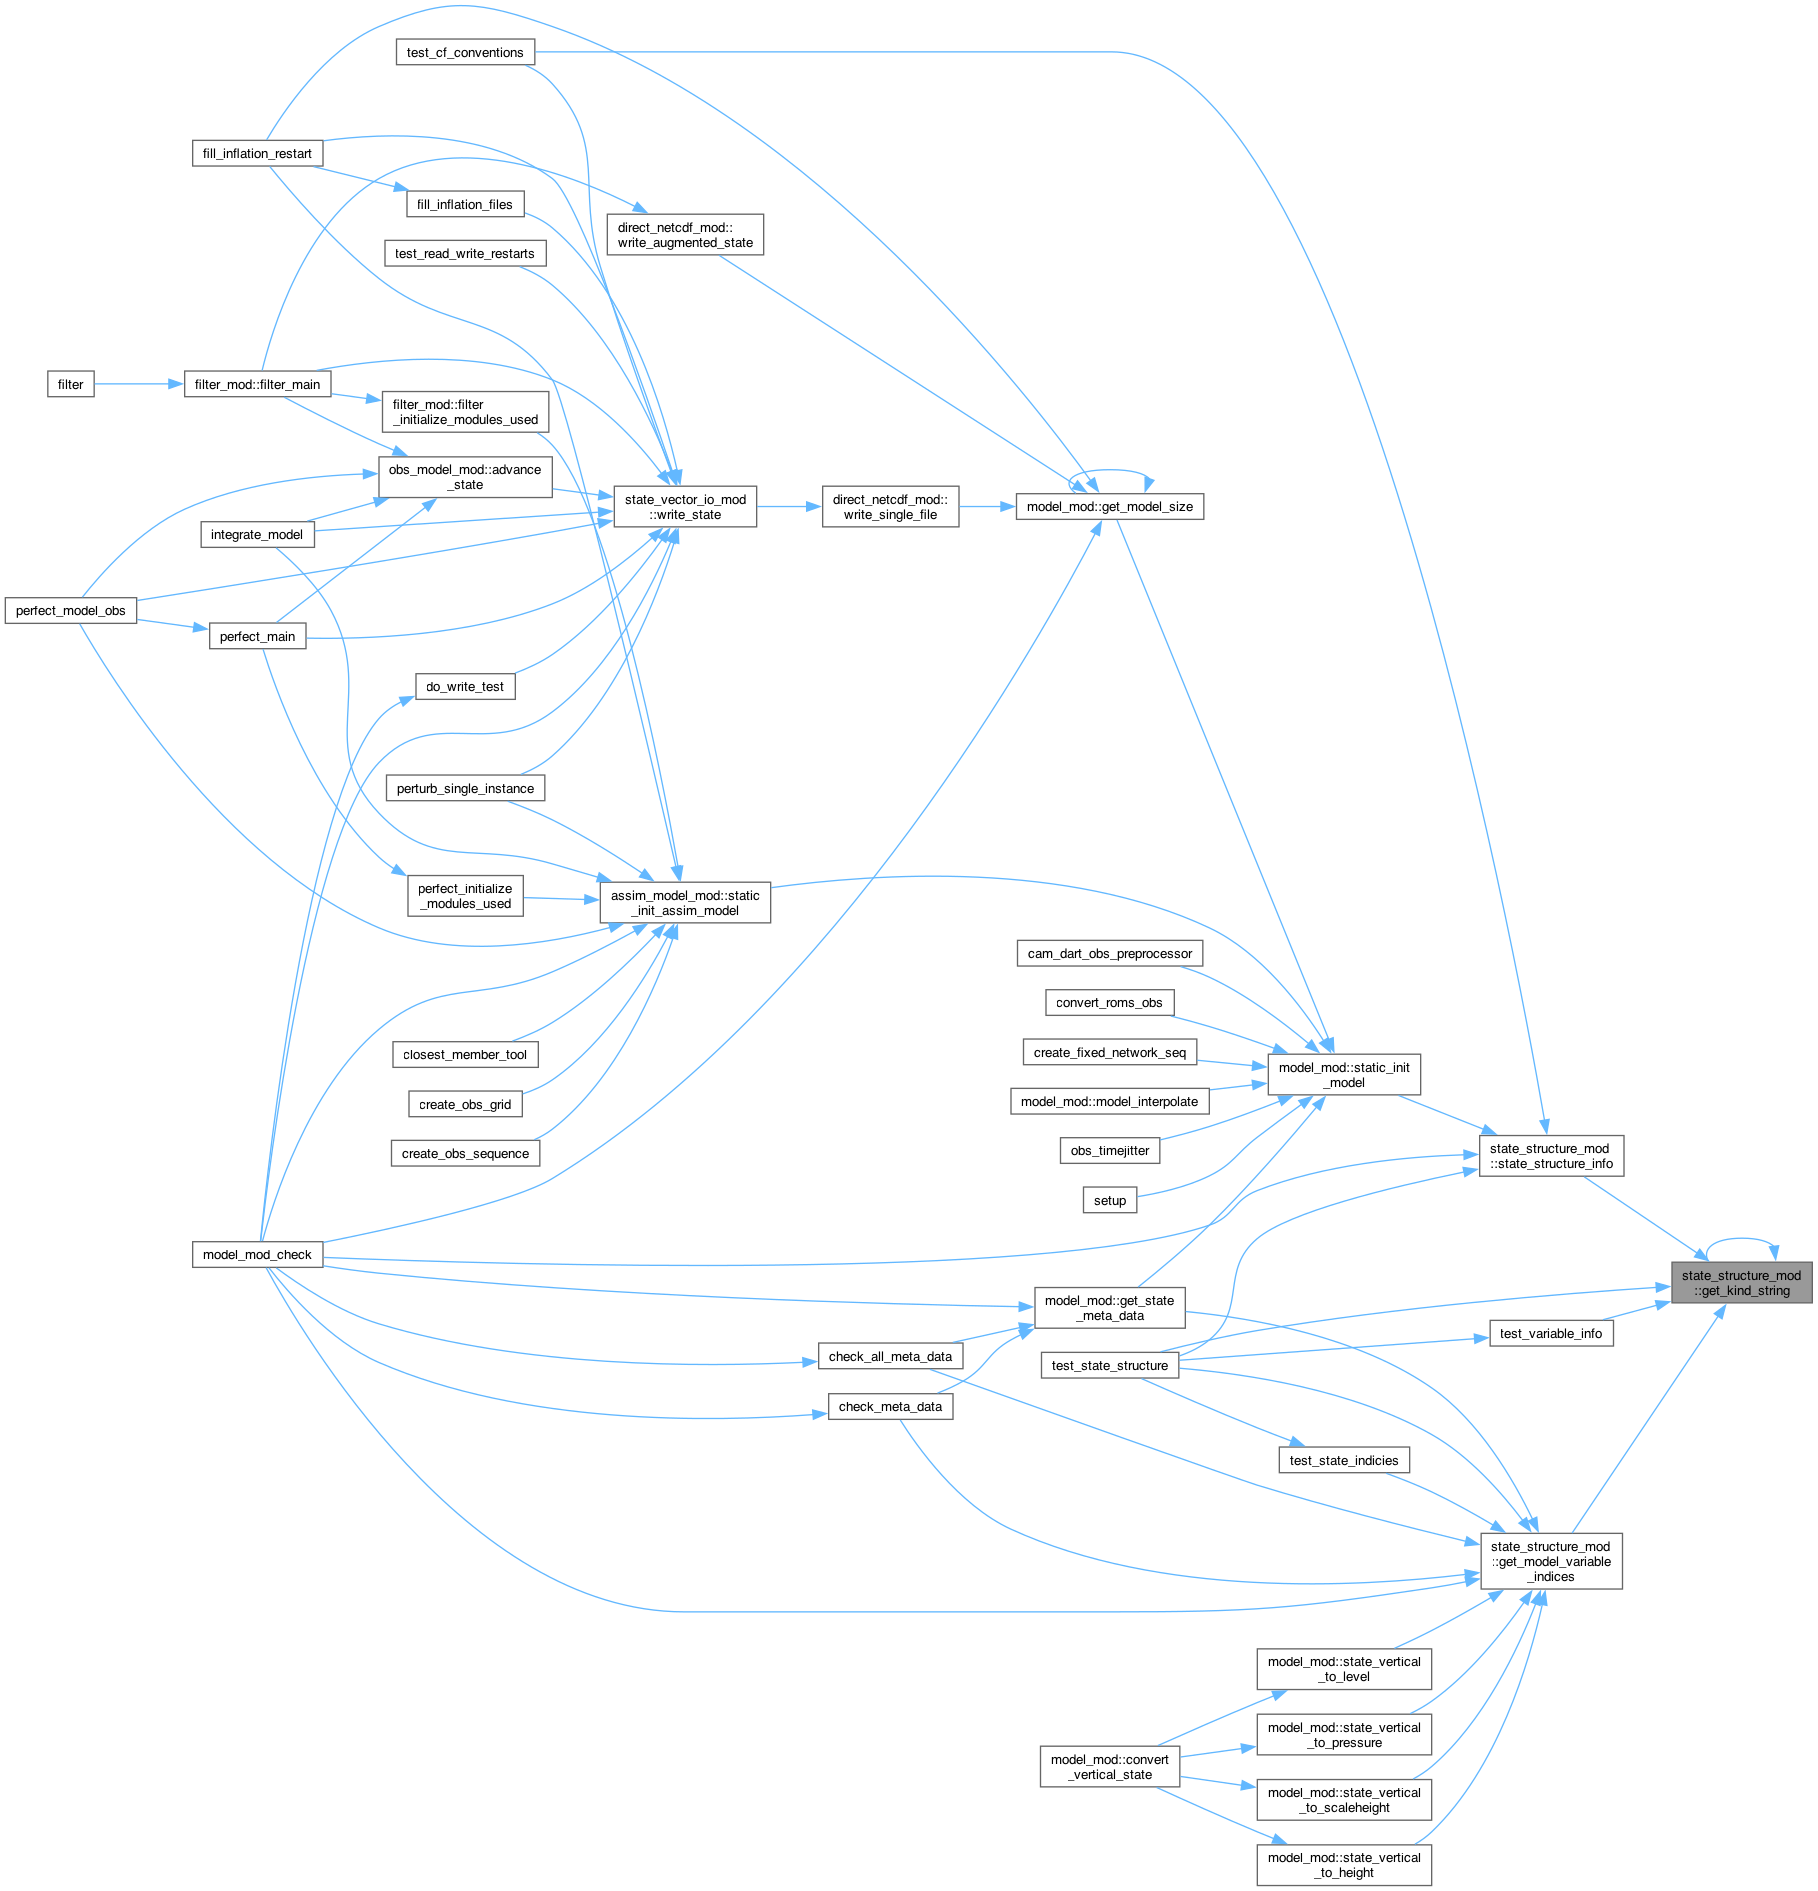 test_cf_conventions
fill_inflation_restart
fill_inflation_files
direct_netcdf_mod::
write_augmented_state
test_read_write_restarts
filter
filter_mod::filter_main
filter_mod::filter
_initialize_modules_used
obs_model_mod::advance
_state
state_vector_io_mod
::write_state
direct_netcdf_mod::
write_single_file
model_mod::get_model_size
integrate_model
perfect_model_obs
perfect_main
do_write_test
perturb_single_instance
perfect_initialize
_modules_used
assim_model_mod::static
_init_assim_model
cam_dart_obs_preprocessor
convert_roms_obs
closest_member_tool
create_fixed_network_seq
model_mod::static_init
_model
create_obs_grid
model_mod::model_interpolate
create_obs_sequence
obs_timejitter
state_structure_mod
::state_structure_info
setup
model_mod_check
state_structure_mod
::get_kind_string
model_mod::get_state
_meta_data
test_variable_info
check_all_meta_data
test_state_structure
check_meta_data
test_state_indicies
state_structure_mod
::get_model_variable
_indices
model_mod::state_vertical
_to_level
model_mod::state_vertical
_to_pressure
model_mod::convert
_vertical_state
model_mod::state_vertical
_to_scaleheight
model_mod::state_vertical
_to_height